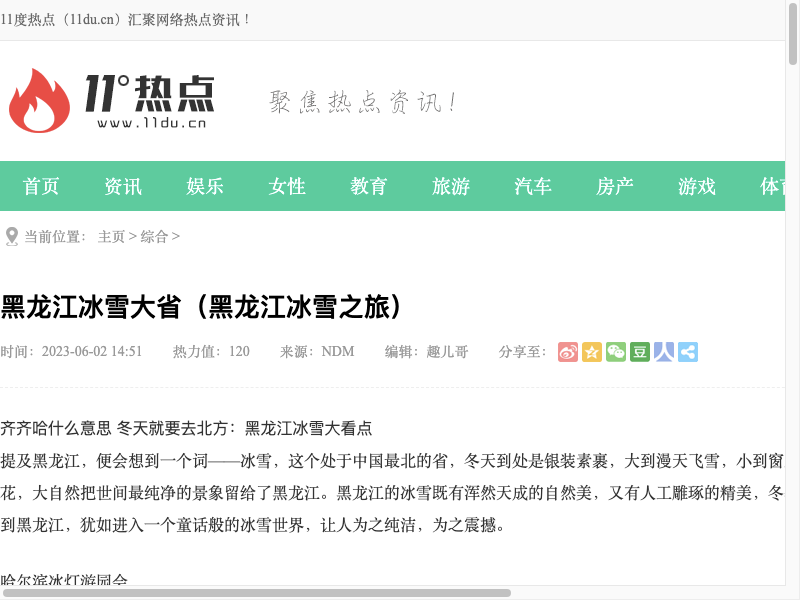 11度热点（11du.cn）汇聚网络热点资讯！
11°热点
www.11du.cn
聚焦热点资讯！
首页 资讯 娱乐 女性 教育 旅游 汽车 房产 游戏 体育
当前位置： 主页 > 综合 >
黑龙江冰雪大省（黑龙江冰雪之旅）
时间：2023-06-02 14:51 热力值：120 来源：NDM 编辑：趣儿哥 分享至：
豆
齐齐哈什么意思 冬天就要去北方：黑龙江冰雪大看点
提及黑龙江，便会想到一个词——冰雪，这个处于中国最北的省，冬天到处是银装素裹，大到漫天飞雪，小到窗
花，大自然把世间最纯净的景象留给了黑龙江。黑龙江的冰雪既有浑然天成的自然美，又有人工雕琢的精美，冬
到黑龙江，犹如进入一个童话般的冰雪世界，让人为之纯洁，为之震撼。
哈尔滨冰灯游园会